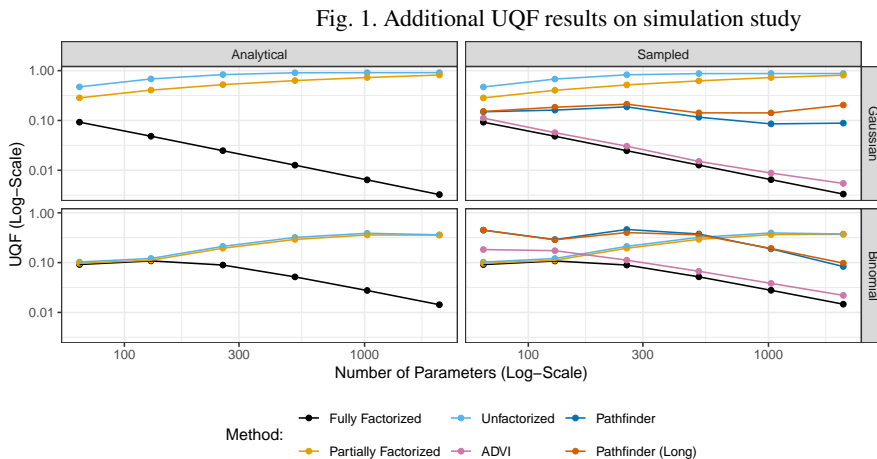 Fig. 1. Additional UQF results on simulation study
Analytical
Sampled
1.00
0.10
0.01
Gaussian
1.00
0.10
0.01
Binomial
UQF (Log−Scale)
100
300
1000
100
300
1000
Number of Parameters (Log−Scale)
Method:
Fully Factorized
Unfactorized
Pathfinder
Partially Factorized
ADVI
Pathfinder (Long)